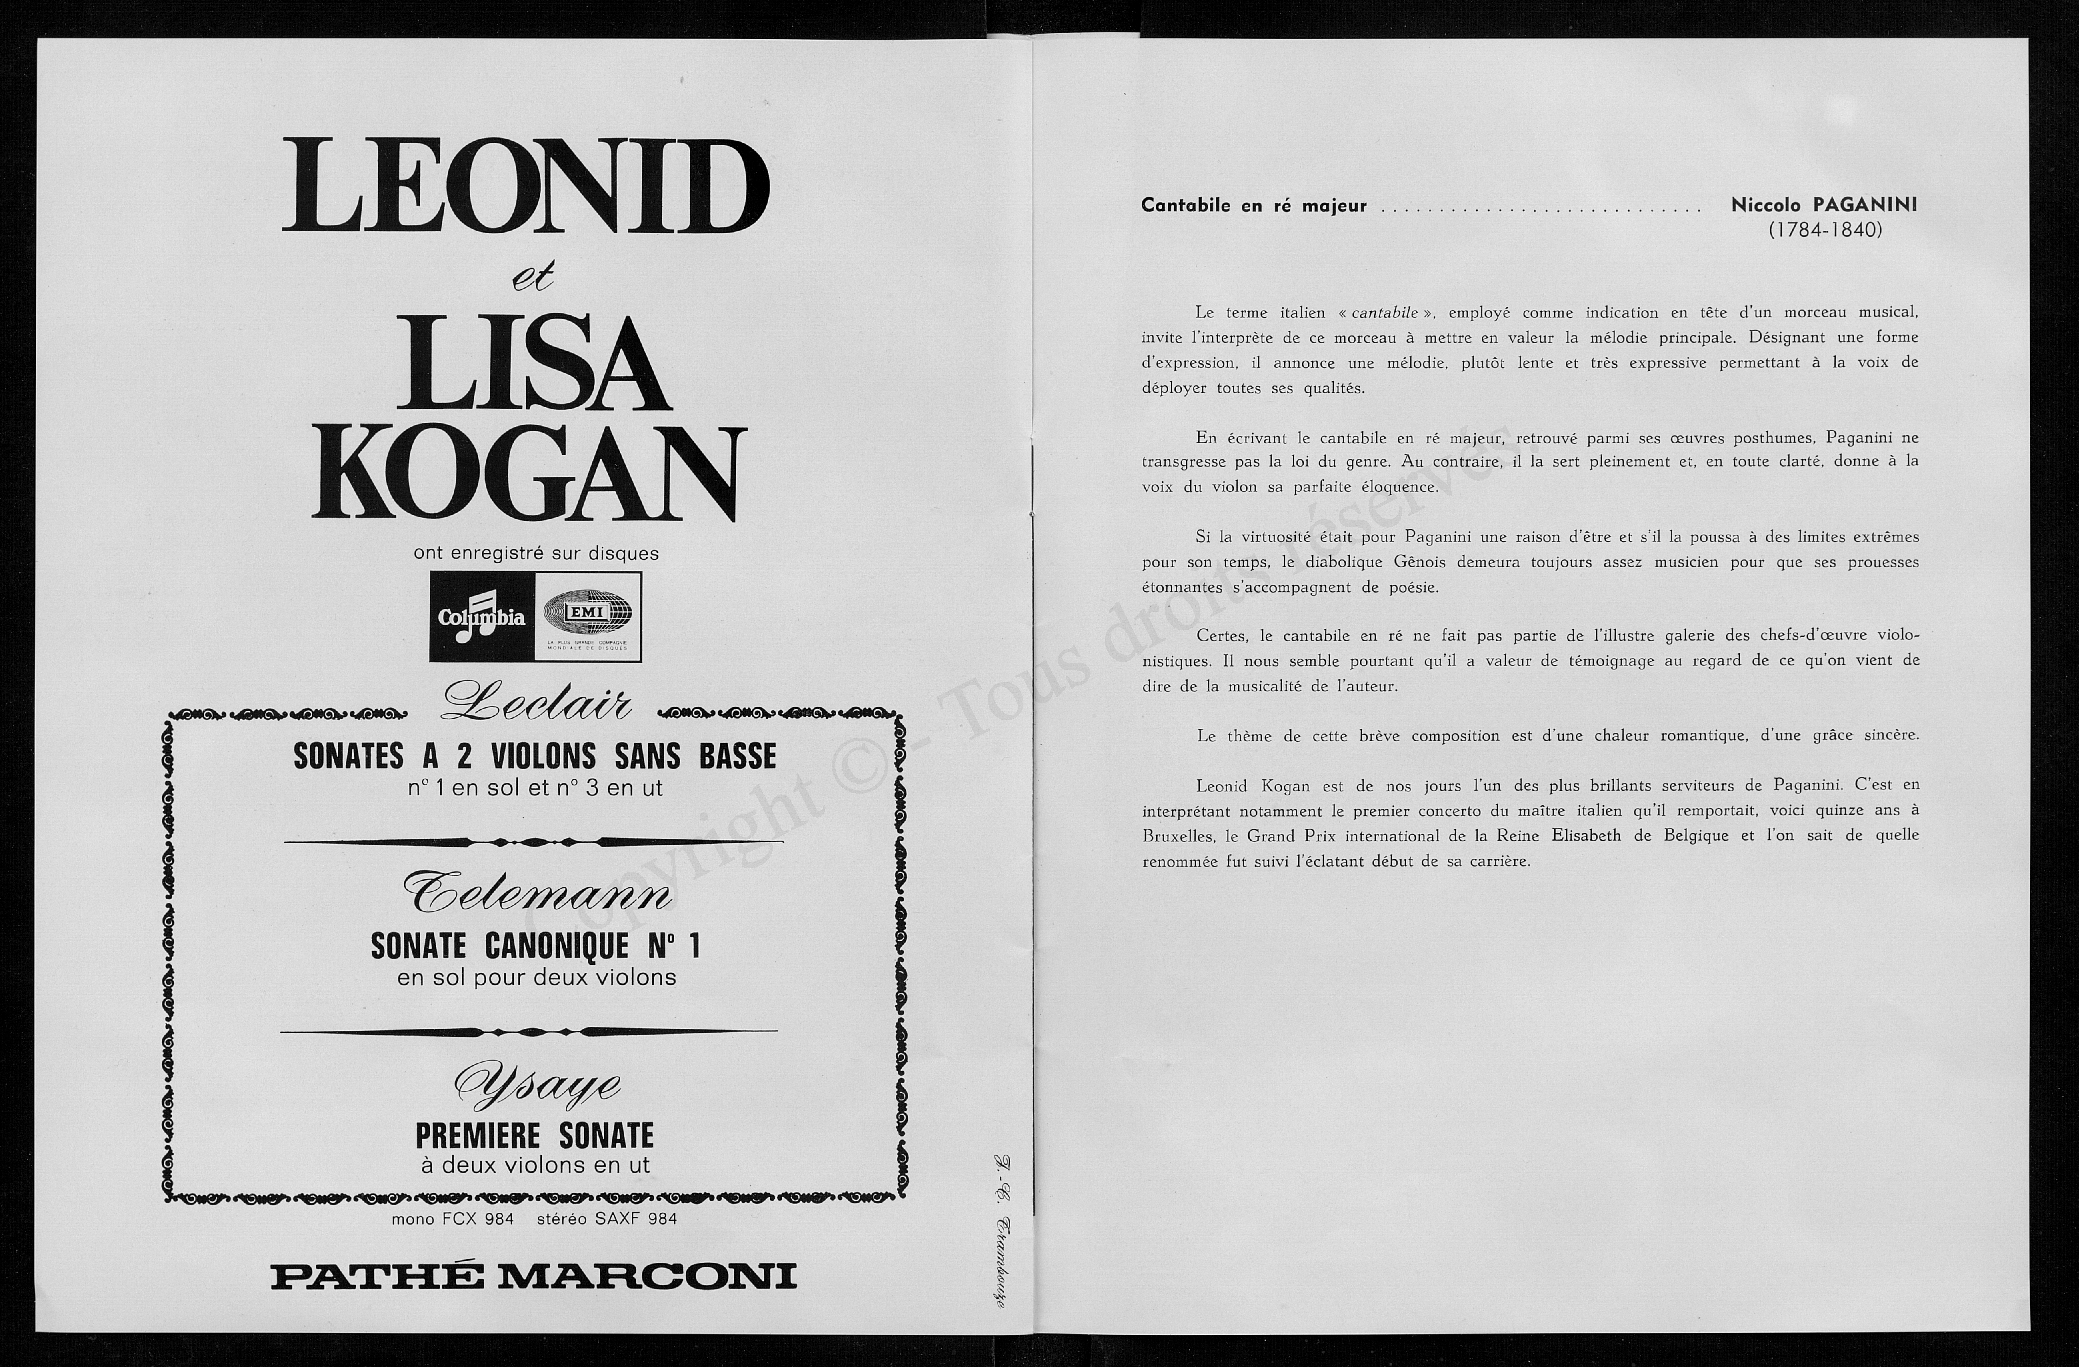 LEONID
et
LISA
KOGAN
ont enregistré sur disques
Columbia
EMI
LA PLUS GRANDE COMPAGNIE
MONDIALE DE DISQUES
Leclair
SONATES A 2 VIOLONS SANS BASSE
n° 1 en sol et n° 3 en ut
Telemann
SONATE CANONIQUE N° 1
en sol pour deux violons
Ysaye
PREMIERE SONATE
à deux violons en ut
mono FCX 984 stéréo SAXF 984
PATHÉ MARCONI
J.-C. Trambouze
Cantabile en ré majeur ............................ Niccolo PAGANINI
(1784-1840)
Le terme italien « cantabile », employé comme indication en tête d'un morceau musical,
invite l'interprète de ce morceau à mettre en valeur la mélodie principale. Désignant une forme
d'expression, il annonce une mélodie, plutôt lente et très expressive permettant à la voix de
déployer toutes ses qualités.
En écrivant le cantabile en ré majeur, retrouvé parmi ses œuvres posthumes, Paganini ne
transgresse pas la loi du genre. Au contraire, il la sert pleinement et, en toute clarté, donne à la
voix du violon sa parfaite éloquence.
Si la virtuosité était pour Paganini une raison d'être et s'il la poussa à des limites extrêmes
pour son temps, le diabolique Gênois demeura toujours assez musicien pour que ses prouesses
étonnantes s'accompagnent de poésie.
Certes, le cantabile en ré ne fait pas partie de l'illustre galerie des chefs-d'œuvre violo-
nistiques. Il nous semble pourtant qu'il a valeur de témoignage au regard de ce qu'on vient de
dire de la musicalité de l'auteur.
Le thème de cette brève composition est d'une chaleur romantique, d'une grâce sincère.
Leonid Kogan est de nos jours l'un des plus brillants serviteurs de Paganini. C'est en
interprétant notamment le premier concerto du maître italien qu'il remportait, voici quinze ans à
Bruxelles, le Grand Prix international de la Reine Elisabeth de Belgique et l'on sait de quelle
renommée fut suivi l'éclatant début de sa carrière.
Copyright © - Tous droits réservés.